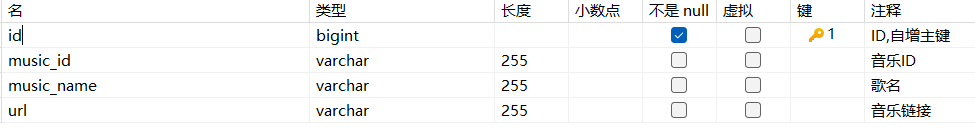 名 类型 长度 小数点 不是 null 虚拟 键 注释
id bigint 1 ID,自增主键
music_id varchar 255 音乐ID
music_name varchar 255 歌名
url varchar 255 音乐链接